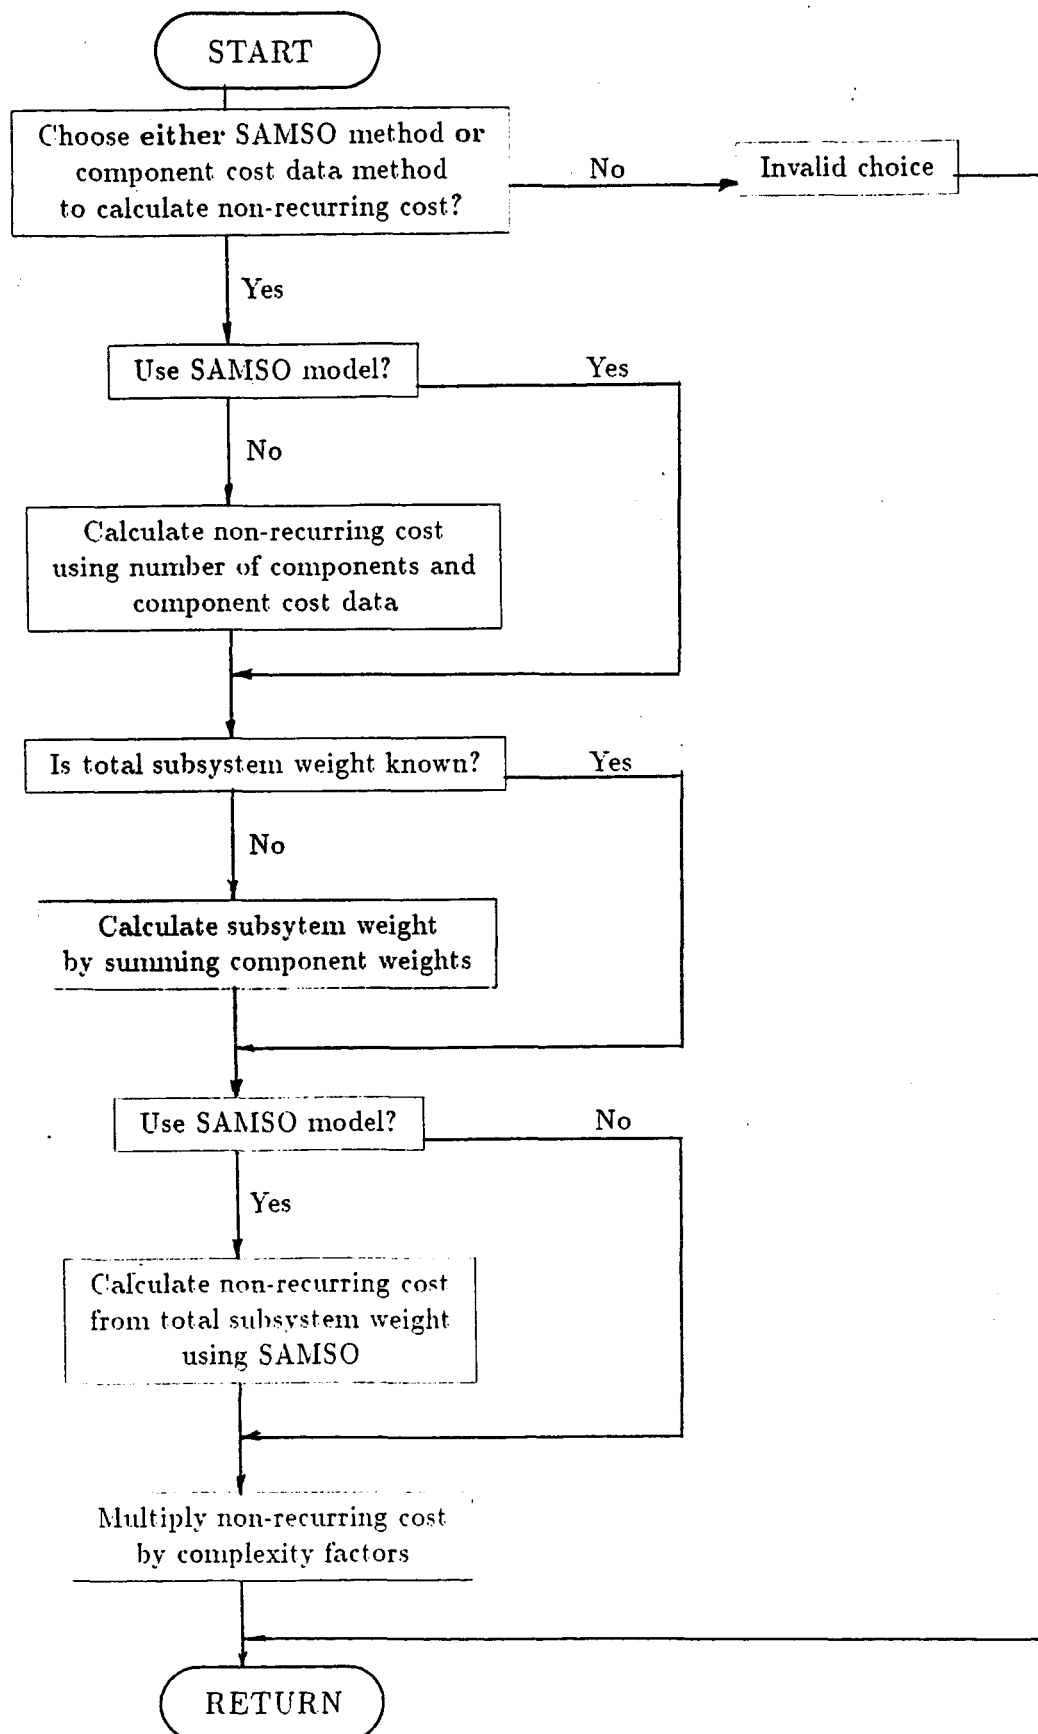 START
Choose either SAMSO method or
component cost data method
to calculate non-recurring cost?
No
Invalid choice
Yes
Use SAMSO model?
Yes
No
Calculate non-recurring cost
using number of components and
component cost data
Is total subsystem weight known?
Yes
No
Calculate subsytem weight
by summing component weights
Use SAMSO model?
No
Yes
Calculate non-recurring cost
from total subsystem weight
using SAMSO
Multiply non-recurring cost
by complexity factors
RETURN